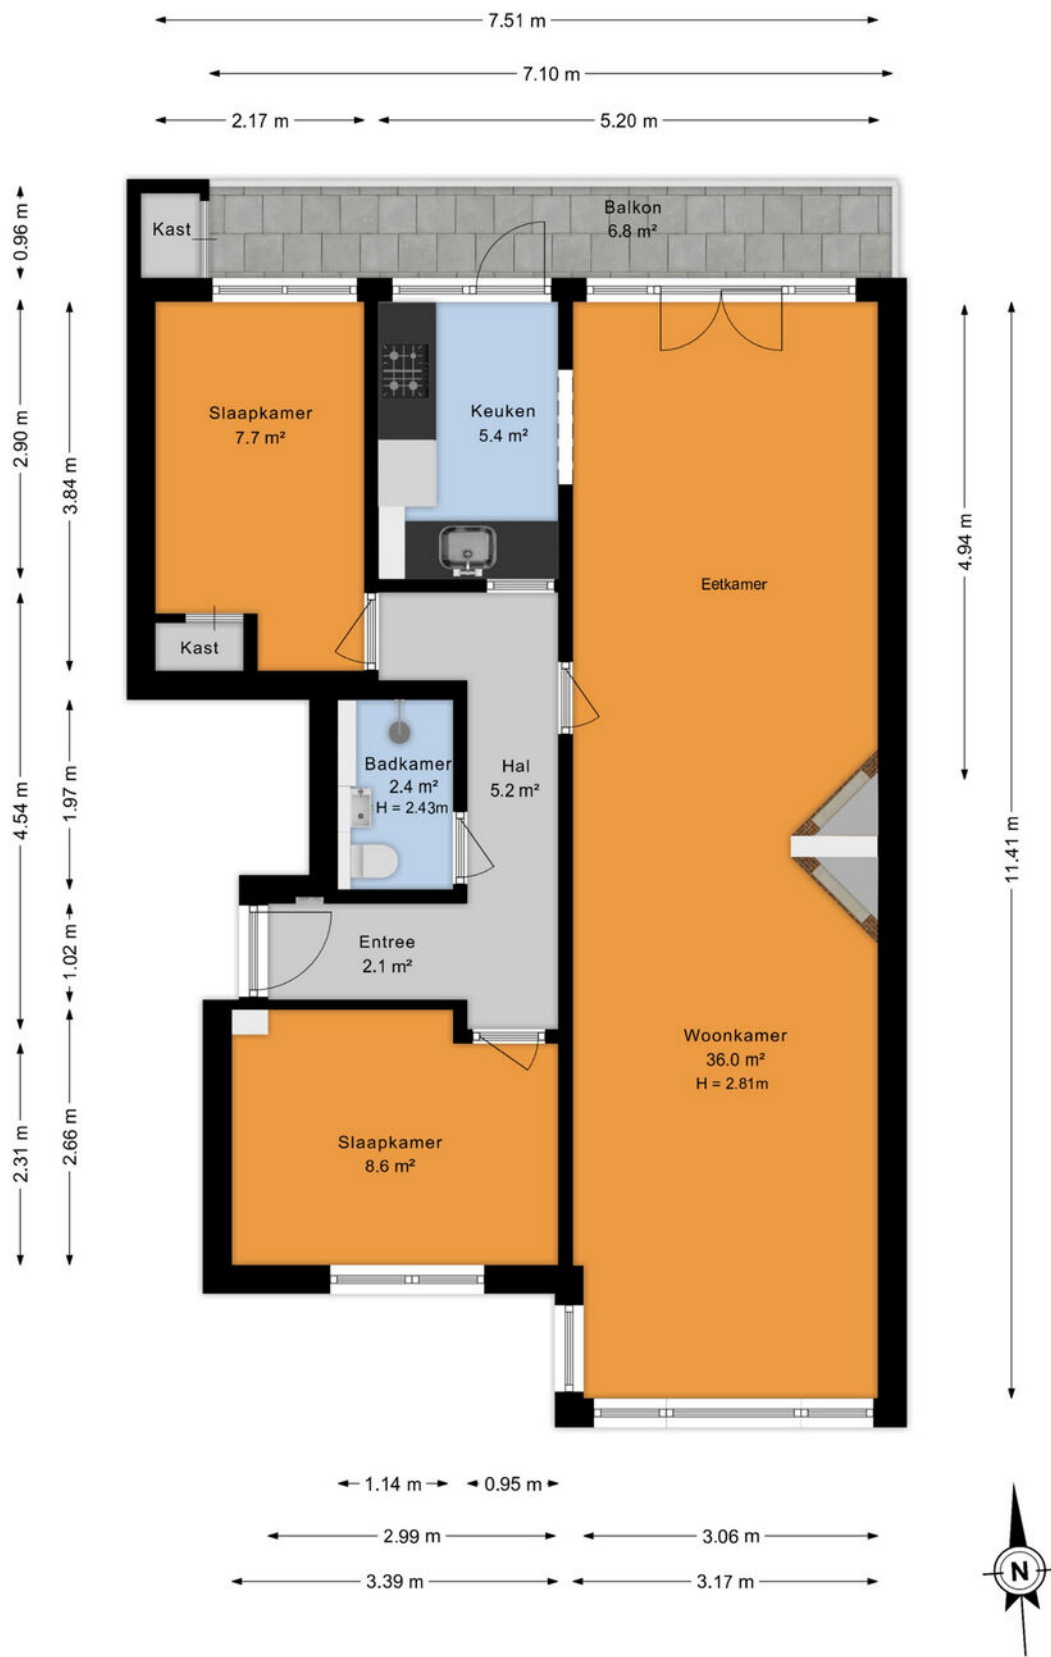 7.51 m
7.10 m
2.17 m
5.20 m
0.96 m
Kast
Balkon
6.8 m²
2.90 m
3.84 m
Slaapkamer
7.7 m²
Keuken
5.4 m²
4.94 m
Eetkamer
Kast
4.54 m
1.97 m
Badkamer
2.4 m²
H = 2.43m
Hal
5.2 m²
11.41 m
1.02 m
Entree
2.1 m²
Woonkamer
36.0 m²
H = 2.81m
2.31 m
2.66 m
Slaapkamer
8.6 m²
1.14 m
0.95 m
2.99 m
3.06 m
3.39 m
3.17 m
N